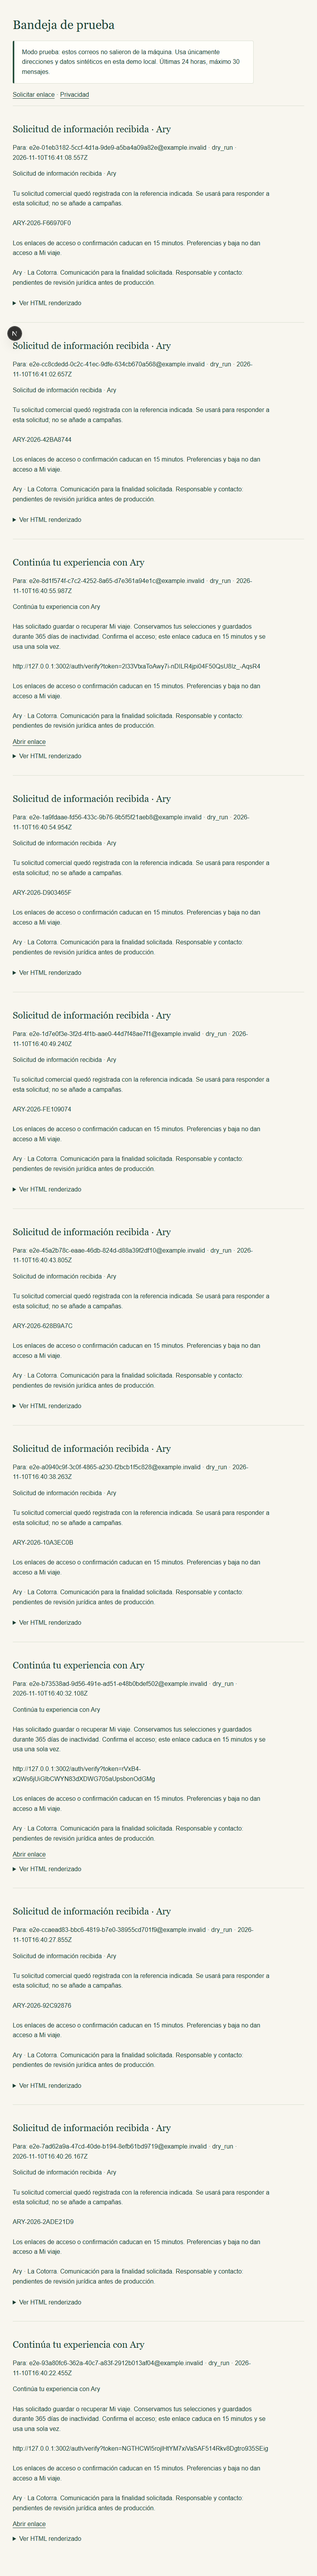 Bandeja de prueba
Modo prueba: estos correos no salieron de la máquina. Usa únicamente
direcciones y datos sintéticos en esta demo local. Últimas 24 horas, máximo 30
mensajes.
Solicitar enlace · Privacidad
Solicitud de información recibida · Ary
Para: e2e-01eb3182-5ccf-4d1a-9de9-a5ba4a09a82e@example.invalid · dry_run ·
2026-11-10T16:41:08.557Z
Solicitud de información recibida · Ary
Tu solicitud comercial quedó registrada con la referencia indicada. Se usará para responder a
esta solicitud; no se añade a campañas.
ARY-2026-F66970F0
Los enlaces de acceso o confirmación caducan en 15 minutos. Preferencias y baja no dan
acceso a Mi viaje.
Ary · La Cotorra. Comunicación para la finalidad solicitada. Responsable y contacto:
pendientes de revisión jurídica antes de producción.
▶ Ver HTML renderizado
N
Solicitud de información recibida · Ary
Para: e2e-cc8cdedd-0c2c-41ec-9dfe-634cb670a568@example.invalid · dry_run · 2026-
11-10T16:41:02.657Z
Solicitud de información recibida · Ary
Tu solicitud comercial quedó registrada con la referencia indicada. Se usará para responder a
esta solicitud; no se añade a campañas.
ARY-2026-42BA8744
Los enlaces de acceso o confirmación caducan en 15 minutos. Preferencias y baja no dan
acceso a Mi viaje.
Ary · La Cotorra. Comunicación para la finalidad solicitada. Responsable y contacto:
pendientes de revisión jurídica antes de producción.
▶ Ver HTML renderizado
Continúa tu experiencia con Ary
Para: e2e-8d1f574f-c7c2-4252-8a65-d7e361a94e1c@example.invalid · dry_run · 2026-
11-10T16:40:55.987Z
Continúa tu experiencia con Ary
Has solicitado guardar o recuperar Mi viaje. Conservamos tus selecciones y guardados
durante 365 días de inactividad. Confirma el acceso; este enlace caduca en 15 minutos y se
usa una sola vez.
http://127.0.0.1:3002/auth/verify?token=2l33VfxaToAwy7i-nDILR4jpi04F50QsU8Iz_-AqsR4
Los enlaces de acceso o confirmación caducan en 15 minutos. Preferencias y baja no dan
acceso a Mi viaje.
Ary · La Cotorra. Comunicación para la finalidad solicitada. Responsable y contacto:
pendientes de revisión jurídica antes de producción.
Abrir enlace
▶ Ver HTML renderizado
Solicitud de información recibida · Ary
Para: e2e-1a9fdaae-fd56-433c-9b76-9b5f5f21aeb8@example.invalid · dry_run · 2026-
11-10T16:40:54.954Z
Solicitud de información recibida · Ary
Tu solicitud comercial quedó registrada con la referencia indicada. Se usará para responder a
esta solicitud; no se añade a campañas.
ARY-2026-D903465F
Los enlaces de acceso o confirmación caducan en 15 minutos. Preferencias y baja no dan
acceso a Mi viaje.
Ary · La Cotorra. Comunicación para la finalidad solicitada. Responsable y contacto:
pendientes de revisión jurídica antes de producción.
▶ Ver HTML renderizado
Solicitud de información recibida · Ary
Para: e2e-1d7e0f3e-3f2d-4f1b-aae0-44d7f48ae7f1@example.invalid · dry_run · 2026-
11-10T16:40:49.240Z
Solicitud de información recibida · Ary
Tu solicitud comercial quedó registrada con la referencia indicada. Se usará para responder a
esta solicitud; no se añade a campañas.
ARY-2026-FE109074
Los enlaces de acceso o confirmación caducan en 15 minutos. Preferencias y baja no dan
acceso a Mi viaje.
Ary · La Cotorra. Comunicación para la finalidad solicitada. Responsable y contacto:
pendientes de revisión jurídica antes de producción.
▶ Ver HTML renderizado
Solicitud de información recibida · Ary
Para: e2e-45a2b78c-eaae-46db-824d-d88a39f2df10@example.invalid · dry_run · 2026-
11-10T16:40:43.805Z
Solicitud de información recibida · Ary
Tu solicitud comercial quedó registrada con la referencia indicada. Se usará para responder a
esta solicitud; no se añade a campañas.
ARY-2026-628B9A7C
Los enlaces de acceso o confirmación caducan en 15 minutos. Preferencias y baja no dan
acceso a Mi viaje.
Ary · La Cotorra. Comunicación para la finalidad solicitada. Responsable y contacto:
pendientes de revisión jurídica antes de producción.
▶ Ver HTML renderizado
Solicitud de información recibida · Ary
Para: e2e-a0940c9f-3c0f-4865-a230-f2bcb1f5c828@example.invalid · dry_run · 2026-
11-10T16:40:38.263Z
Solicitud de información recibida · Ary
Tu solicitud comercial quedó registrada con la referencia indicada. Se usará para responder a
esta solicitud; no se añade a campañas.
ARY-2026-10A3EC0B
Los enlaces de acceso o confirmación caducan en 15 minutos. Preferencias y baja no dan
acceso a Mi viaje.
Ary · La Cotorra. Comunicación para la finalidad solicitada. Responsable y contacto:
pendientes de revisión jurídica antes de producción.
▶ Ver HTML renderizado
Continúa tu experiencia con Ary
Para: e2e-b73538ad-9d56-491e-ad51-e48b0bdef502@example.invalid · dry_run ·
2026-11-10T16:40:32.108Z
Continúa tu experiencia con Ary
Has solicitado guardar o recuperar Mi viaje. Conservamos tus selecciones y guardados
durante 365 días de inactividad. Confirma el acceso; este enlace caduca en 15 minutos y se
usa una sola vez.
http://127.0.0.1:3002/auth/verify?token=rVxB4-
Los enlaces de acceso o confirmación caducan en 15 minutos. Preferencias y baja no dan
acceso a Mi viaje.
Ary · La Cotorra. Comunicación para la finalidad solicitada. Responsable y contacto:
pendientes de revisión jurídica antes de producción.
Abrir enlace
▶ Ver HTML renderizado
Solicitud de información recibida · Ary
Para: e2e-ccaead83-bbc6-4819-b7e0-38955cd701f9@example.invalid · dry_run · 2026-
11-10T16:40:27.855Z
Solicitud de información recibida · Ary
Tu solicitud comercial quedó registrada con la referencia indicada. Se usará para responder a
esta solicitud; no se añade a campañas.
ARY-2026-92C92876
Los enlaces de acceso o confirmación caducan en 15 minutos. Preferencias y baja no dan
acceso a Mi viaje.
Ary · La Cotorra. Comunicación para la finalidad solicitada. Responsable y contacto:
pendientes de revisión jurídica antes de producción.
▶ Ver HTML renderizado
Solicitud de información recibida · Ary
Para: e2e-7ad62a9a-47cd-40de-b194-8efb61bd9719@example.invalid · dry_run ·
2026-11-10T16:40:26.167Z
Solicitud de información recibida · Ary
Tu solicitud comercial quedó registrada con la referencia indicada. Se usará para responder a
esta solicitud; no se añade a campañas.
ARY-2026-2ADE21D9
Los enlaces de acceso o confirmación caducan en 15 minutos. Preferencias y baja no dan
acceso a Mi viaje.
Ary · La Cotorra. Comunicación para la finalidad solicitada. Responsable y contacto:
pendientes de revisión jurídica antes de producción.
▶ Ver HTML renderizado
Continúa tu experiencia con Ary
Para: e2e-93a80fc6-362a-40c7-a83f-2912b013af04@example.invalid · dry_run · 2026-
11-10T16:40:22.455Z
Continúa tu experiencia con Ary
Has solicitado guardar o recuperar Mi viaje. Conservamos tus selecciones y guardados
durante 365 días de inactividad. Confirma el acceso; este enlace caduca en 15 minutos y se
usa una sola vez.
Los enlaces de acceso o confirmación caducan en 15 minutos. Preferencias y baja no dan
acceso a Mi viaje.
Ary · La Cotorra. Comunicación para la finalidad solicitada. Responsable y contacto:
pendientes de revisión jurídica antes de producción.
Abrir enlace
▶ Ver HTML renderizado